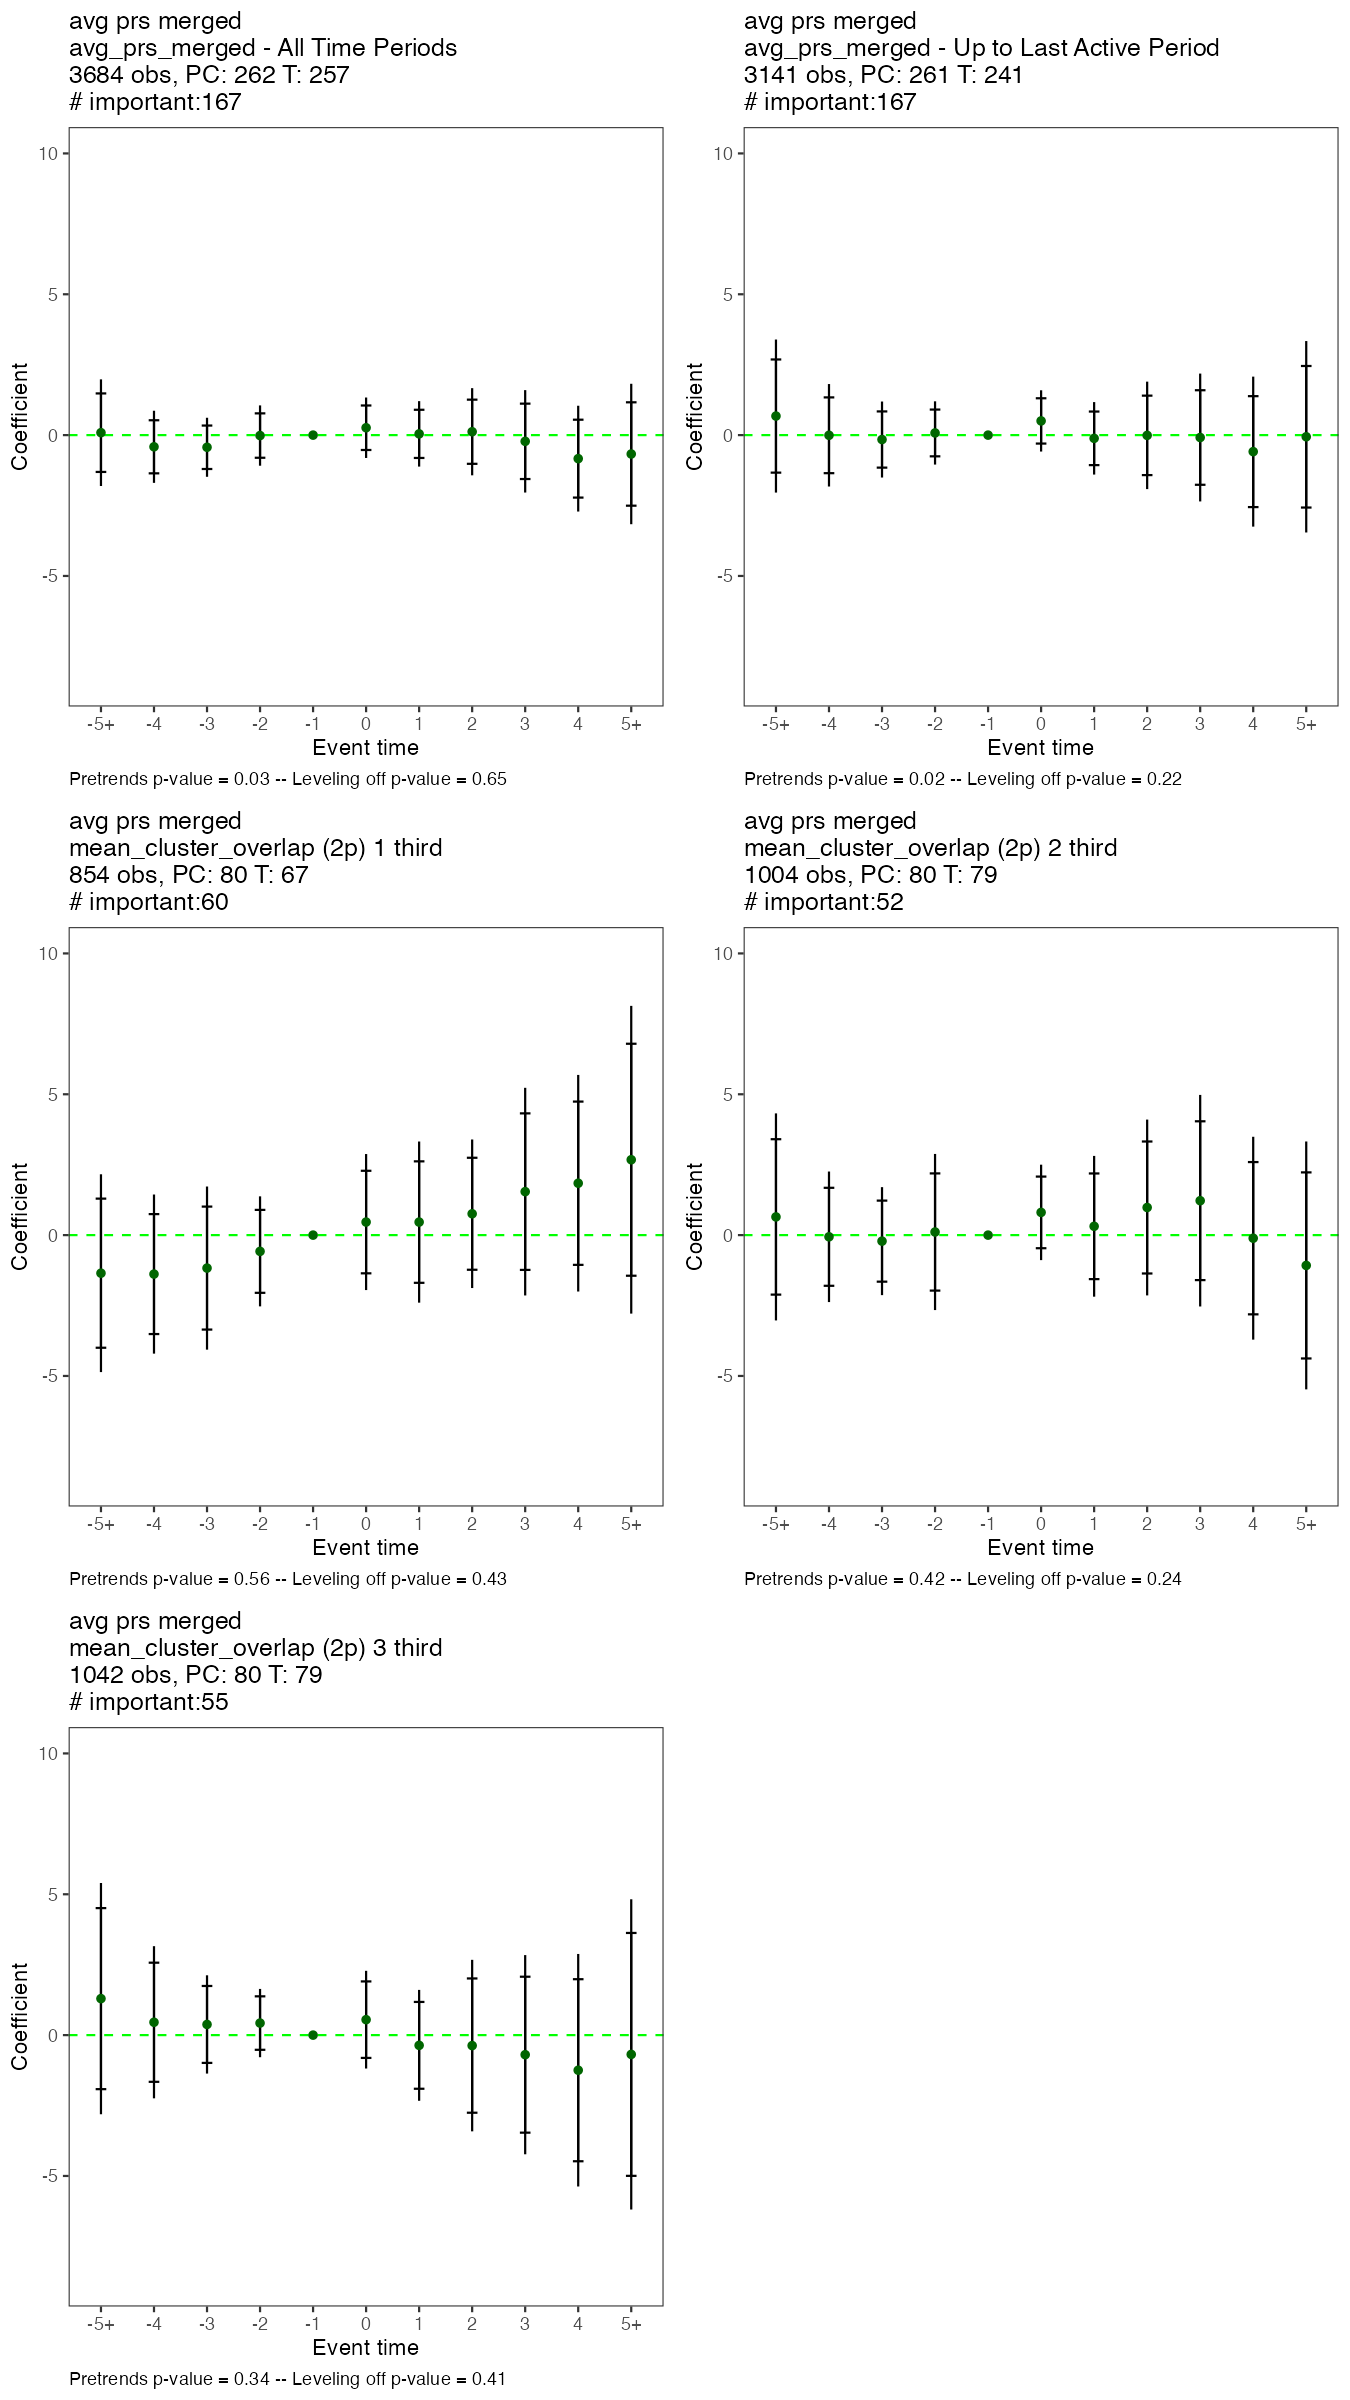 avg prs merged
avg_prs_merged - All Time Periods
3684 obs, PC: 262 T: 257
# important:167
10
5
0
-5
Coefficient
-5+ -4 -3 -2 -1 0 1 2 3 4 5+
Event time
Pretrends p-value = 0.03 -- Leveling off p-value = 0.65
avg prs merged
avg_prs_merged - Up to Last Active Period
3141 obs, PC: 261 T: 241
# important:167
10
5
0
-5
Coefficient
-5+ -4 -3 -2 -1 0 1 2 3 4 5+
Event time
Pretrends p-value = 0.02 -- Leveling off p-value = 0.22
avg prs merged
mean_cluster_overlap (2p) 1 third
854 obs, PC: 80 T: 67
# important:60
10
5
0
-5
Coefficient
-5+ -4 -3 -2 -1 0 1 2 3 4 5+
Event time
Pretrends p-value = 0.56 -- Leveling off p-value = 0.43
avg prs merged
mean_cluster_overlap (2p) 2 third
1004 obs, PC: 80 T: 79
# important:52
10
5
0
-5
Coefficient
-5+ -4 -3 -2 -1 0 1 2 3 4 5+
Event time
Pretrends p-value = 0.42 -- Leveling off p-value = 0.24
avg prs merged
mean_cluster_overlap (2p) 3 third
1042 obs, PC: 80 T: 79
# important:55
10
5
0
-5
Coefficient
-5+ -4 -3 -2 -1 0 1 2 3 4 5+
Event time
Pretrends p-value = 0.34 -- Leveling off p-value = 0.41